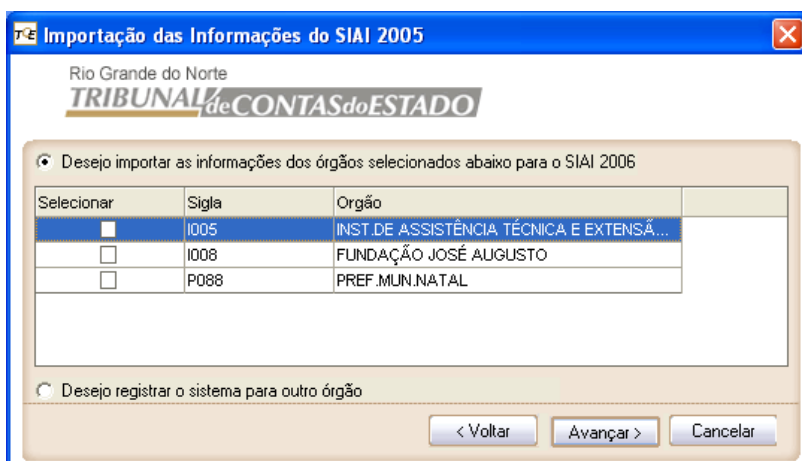 TCE Importação das Informações do SIAI 2005
Rio Grande do Norte
TRIBUNAL de CONTAS do ESTADO
Desejo importar as informações dos órgãos selecionados abaixo para o SIAI 2006
Selecionar Sigla Orgão
I005 INST.DE ASSISTÊNCIA TÉCNICA E EXTENSÃ...
I008 FUNDAÇÃO JOSÉ AUGUSTO
P088 PREF.MUN.NATAL
Desejo registrar o sistema para outro órgão
< Voltar Avançar > Cancelar